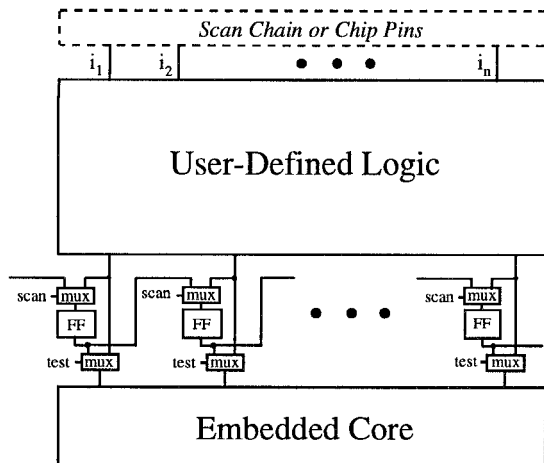 Scan Chain or Chip Pins
i1 i2 in
User-Defined Logic
scan mux scan mux scan mux
FF FF FF
test mux test mux test mux
Embedded Core